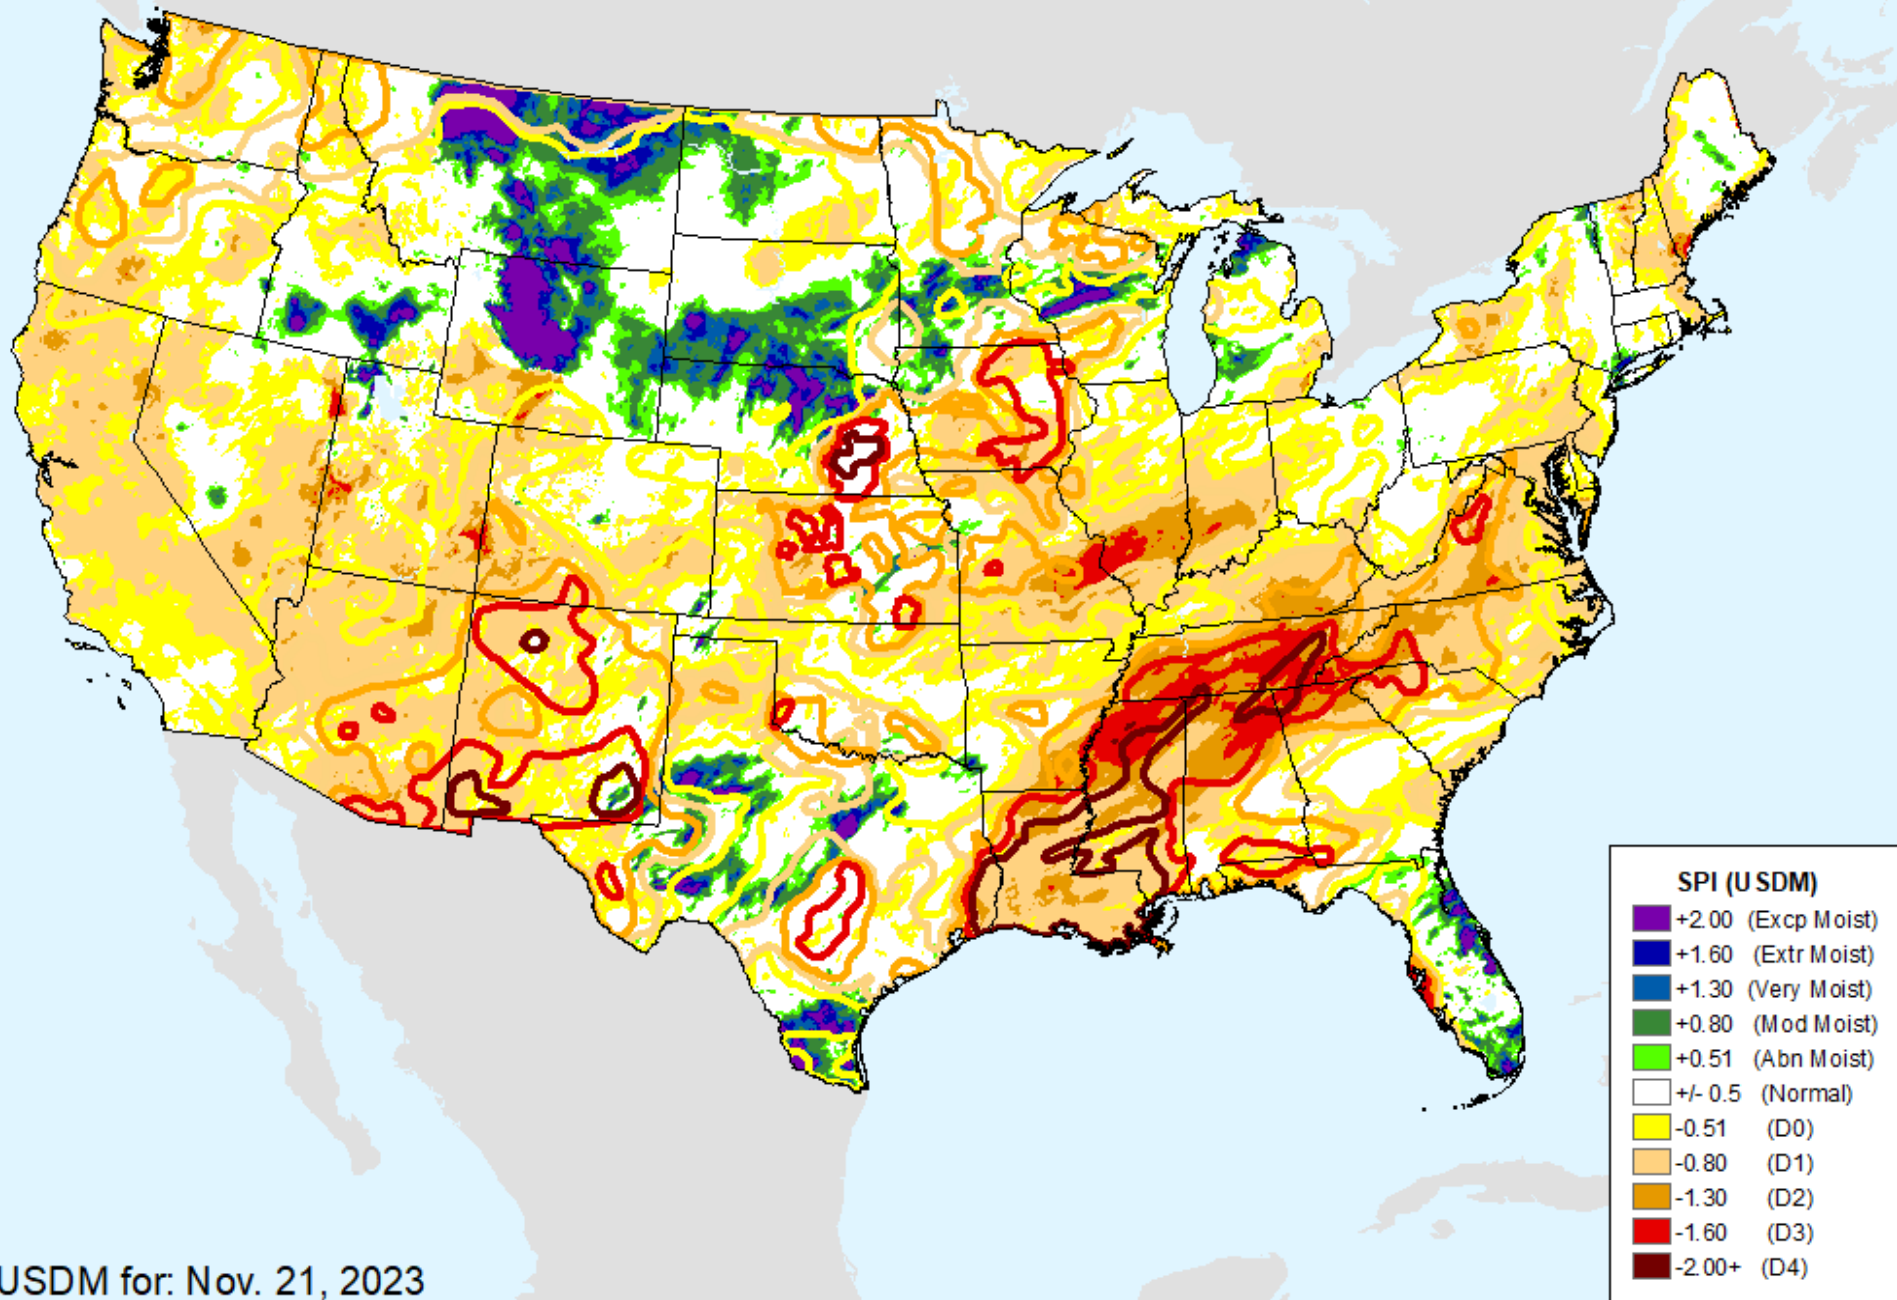 SPI (USDM)
+2.00 (Excp Moist)
+1.60 (Extr Moist)
+1.30 (Very Moist)
+0.80 (Mod Moist)
+0.51 (Abn Moist)
+/- 0.5 (Normal)
-0.51 (D0)
-0.80 (D1)
-1.30 (D2)
-1.60 (D3)
-2.00+ (D4)
USDM for: Nov. 21, 2023